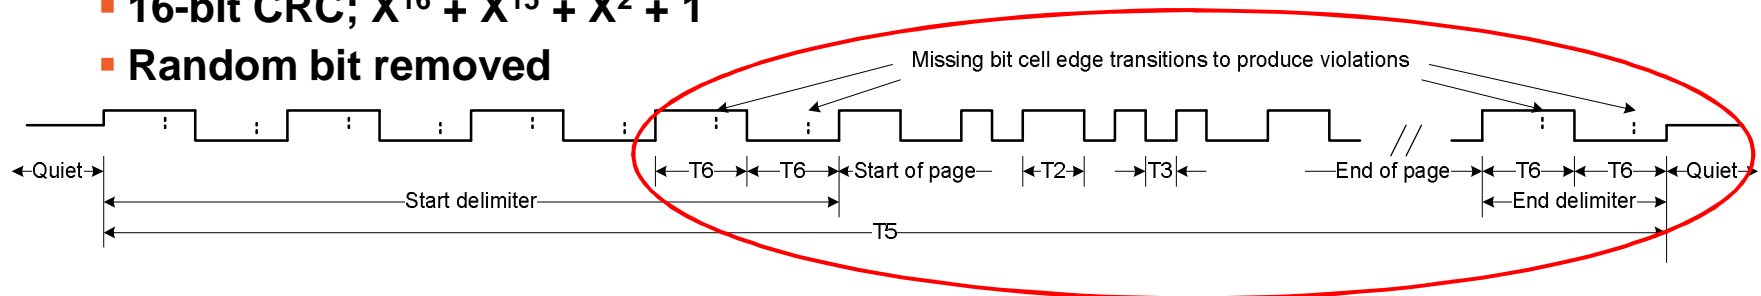 ▪ 16-bit CRC; X¹⁶ + X¹⁵ + X² + 1
▪ Random bit removed
Missing bit cell edge transitions to produce violations
Quiet T6 T6 Start of page T2 T3 End of page T6 T6 Quiet
Start delimiter End delimiter
T5